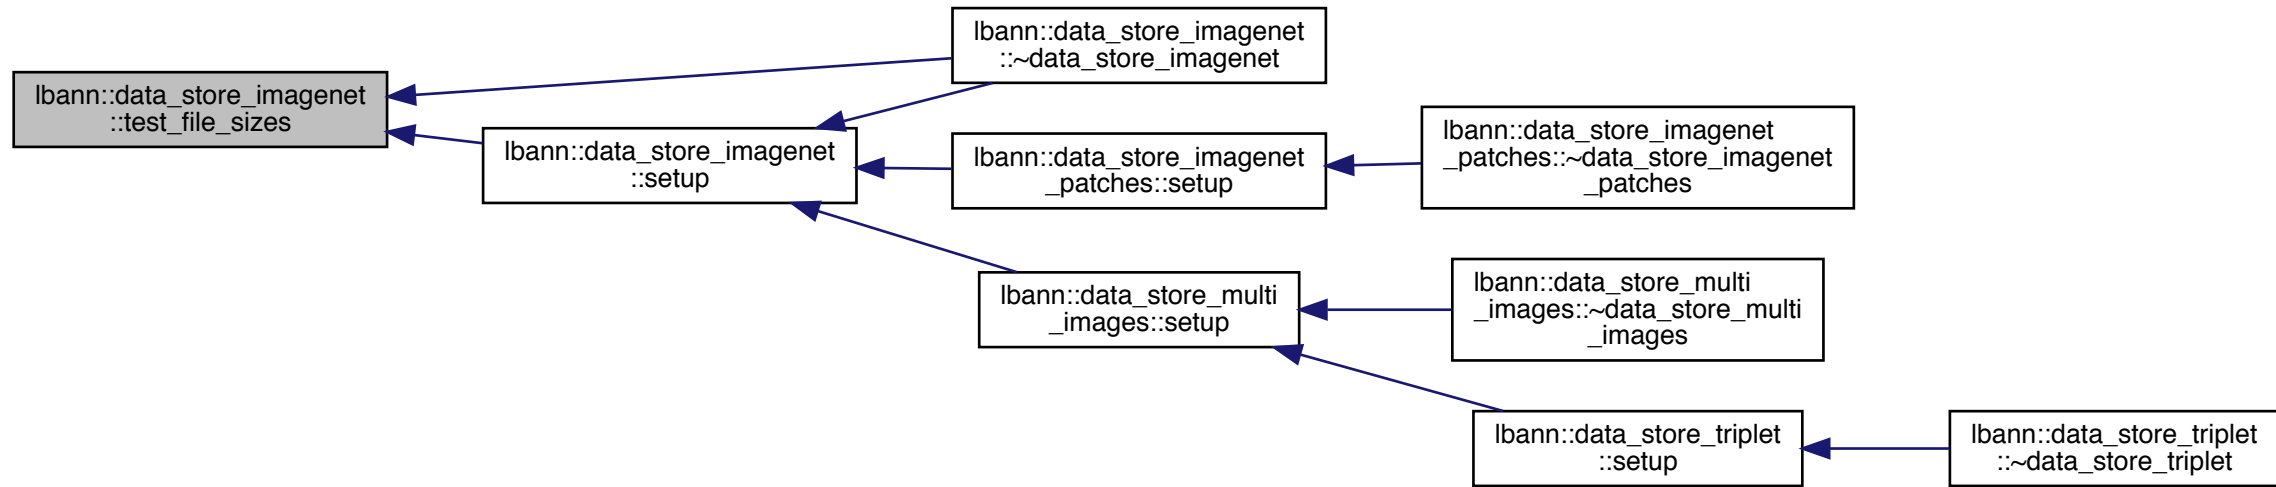 lbann::data_store_imagenet
::test_file_sizes
lbann::data_store_imagenet
::setup
lbann::data_store_imagenet
::~data_store_imagenet
lbann::data_store_imagenet
_patches::setup
lbann::data_store_imagenet
_patches::~data_store_imagenet
_patches
lbann::data_store_multi
_images::setup
lbann::data_store_multi
_images::~data_store_multi
_images
lbann::data_store_triplet
::setup
lbann::data_store_triplet
::~data_store_triplet